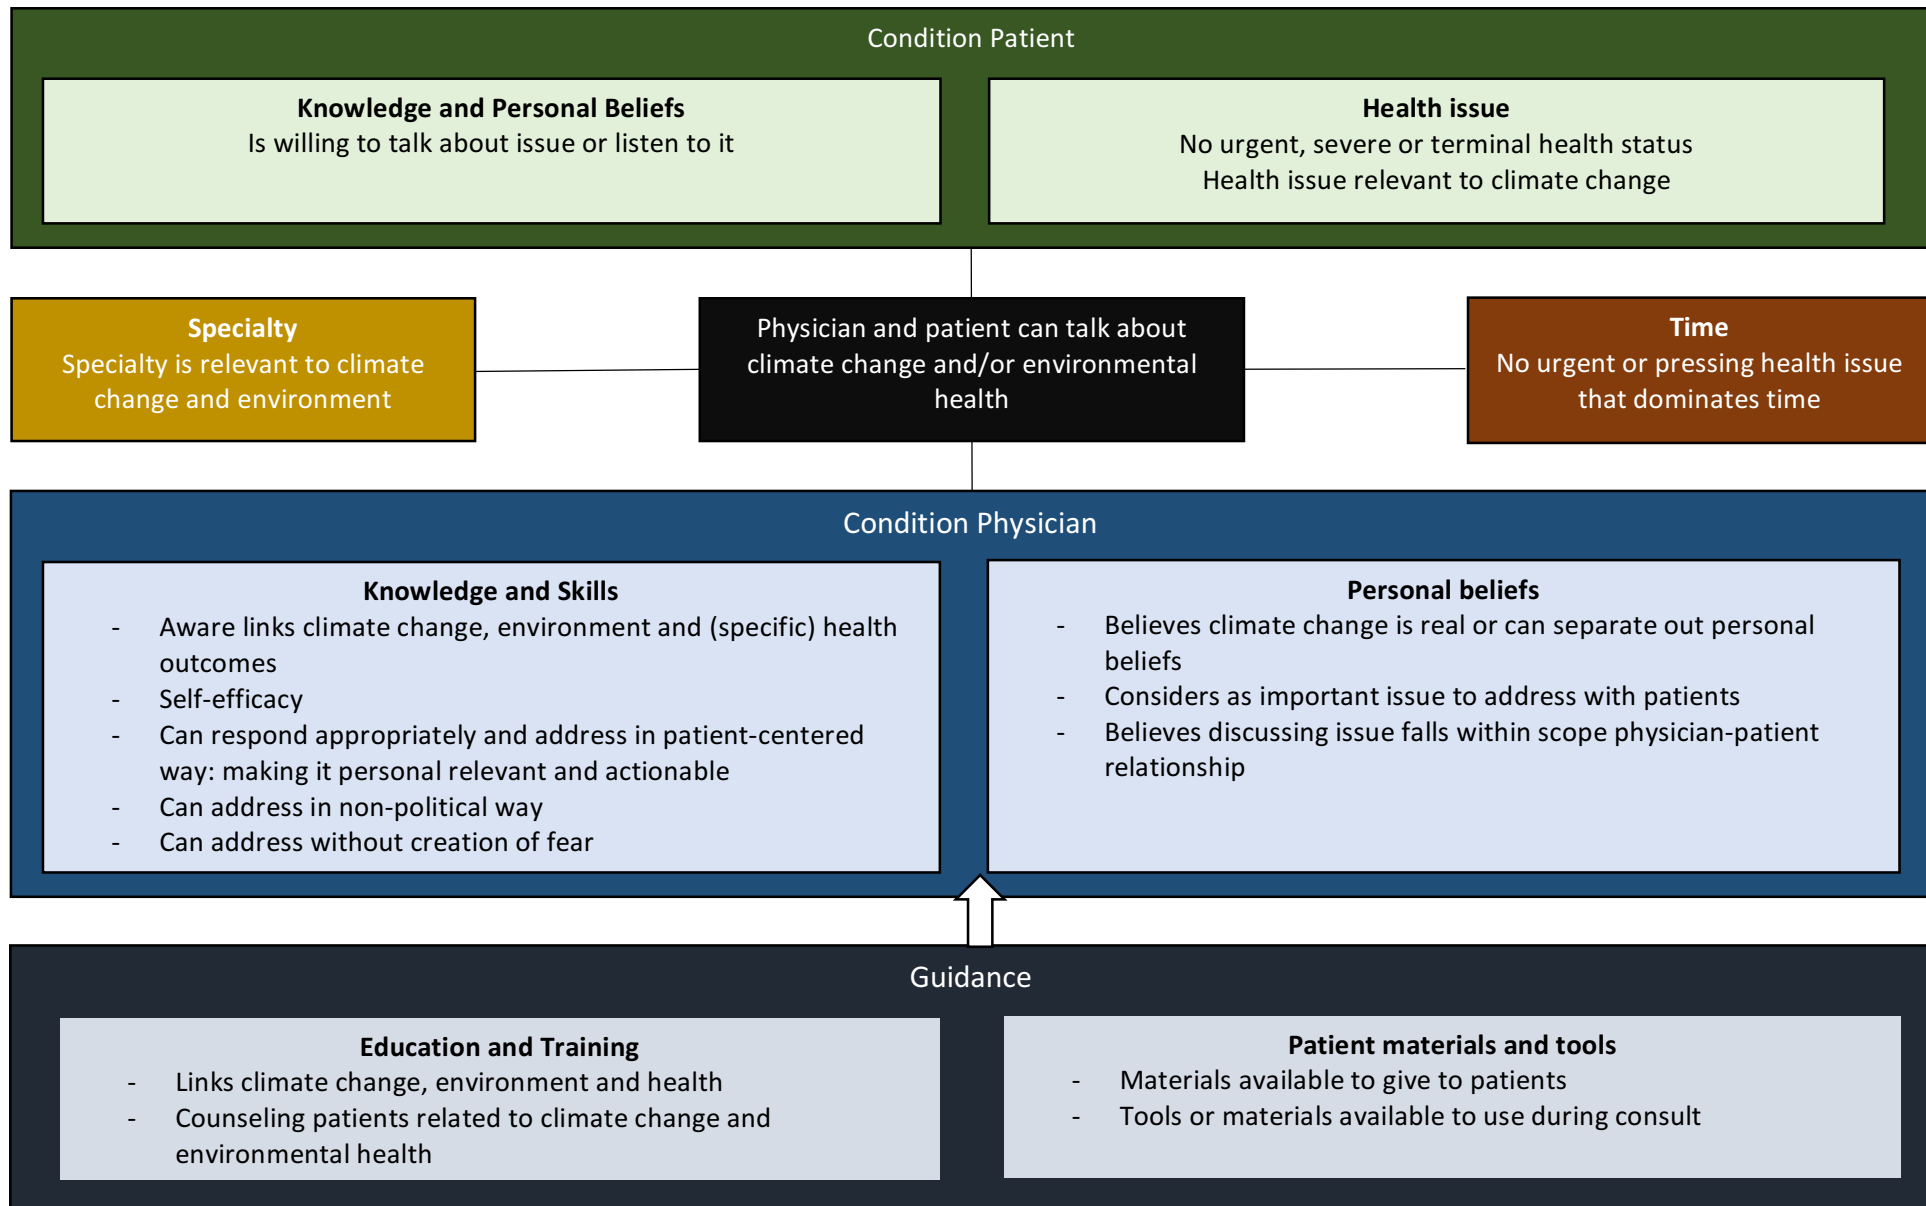 Condition Patient
Knowledge and Personal Beliefs
Is willing to talk about issue or listen to it
Health issue
No urgent, severe or terminal health status
Health issue relevant to climate change
Specialty
Specialty is relevant to climate
change and environment
Physician and patient can talk about
climate change and/or environmental
health
Time
No urgent or pressing health issue
that dominates time
Condition Physician
Knowledge and Skills
- Aware links climate change, environment and (specific) health
outcomes
- Self-efficacy
- Can respond appropriately and address in patient-centered
way: making it personal relevant and actionable
- Can address in non-political way
- Can address without creation of fear
Personal beliefs
- Believes climate change is real or can separate out personal
beliefs
- Considers as important issue to address with patients
- Believes discussing issue falls within scope physician-patient
relationship
Guidance
Education and Training
- Links climate change, environment and health
- Counseling patients related to climate change and
environmental health
Patient materials and tools
- Materials available to give to patients
- Tools or materials available to use during consult